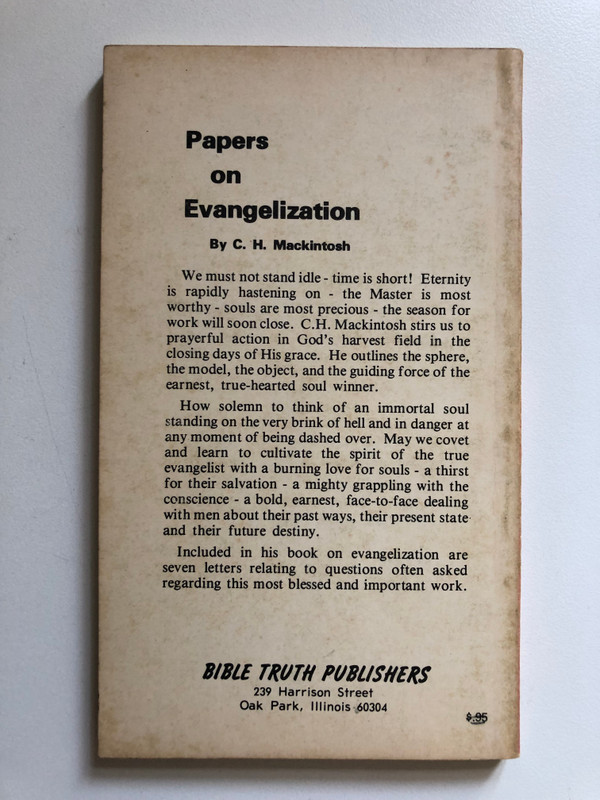 Papers
on
Evangelization
By C. H. Mackintosh
We must not stand idle - time is short! Eternity
is rapidly hastening on - the Master is most
worthy - souls are most precious - the season for
work will soon close. C.H. Mackintosh stirs us to
prayerful action in God's harvest field in the
closing days of His grace. He outlines the sphere,
the model, the object, and the guiding force of the
earnest, true-hearted soul winner.
How solemn to think of an immortal soul
standing on the very brink of hell and in danger at
any moment of being dashed over. May we covet
and learn to cultivate the spirit of the true
evangelist with a burning love for souls - a thirst
for their salvation - a mighty grappling with the
conscience - a bold, earnest, face-to-face dealing
with men about their past ways, their present state
and their future destiny.
Included in his book on evangelization are
seven letters relating to questions often asked
regarding this most blessed and important work.
BIBLE TRUTH PUBLISHERS
239 Harrison Street
Oak Park, Illinois 60304
$.95